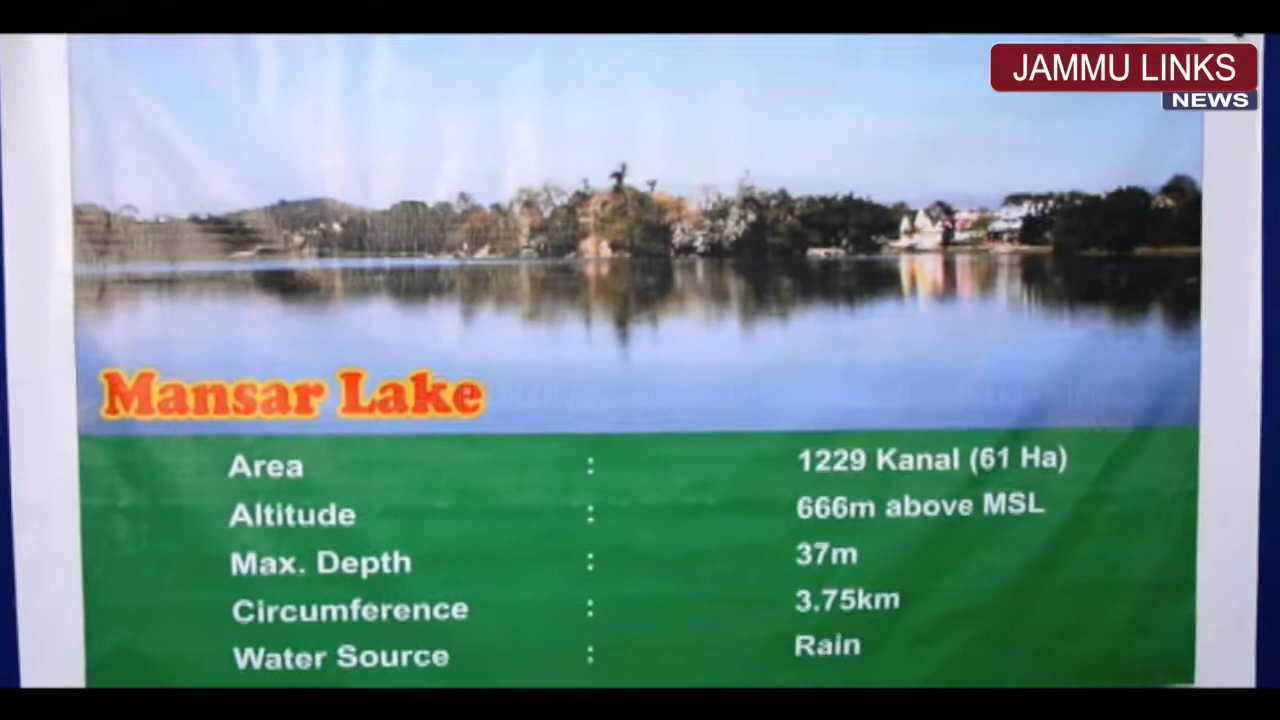 JAMMU LINKS
NEWS
Mansar Lake
Area : 1229 Kanal (61 Ha)
Altitude : 666m above MSL
Max. Depth : 37m
Circumference : 3.75km
Water Source : Rain